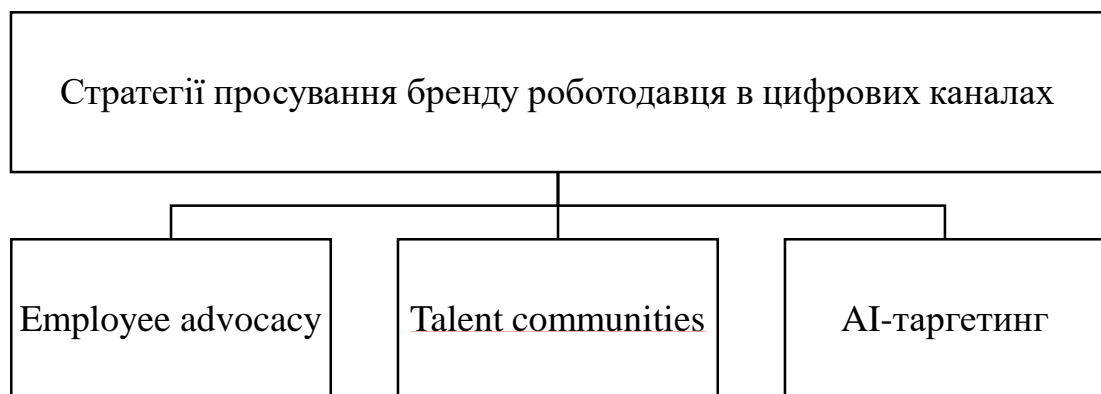 Стратегії просування бренду роботодавця в цифрових каналах
Employee advocacy
Talent communities
AI-таргетинг